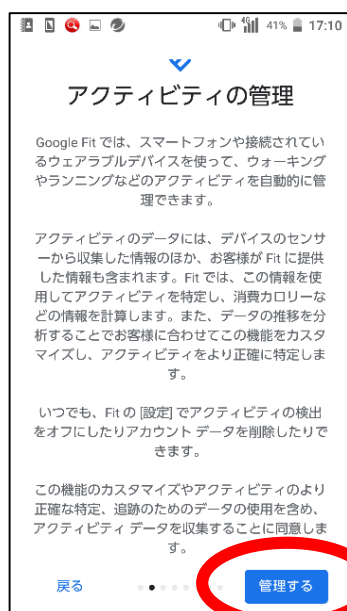 4G 41% 17:10
アクティビティの管理
Google Fit では、スマートフォンや接続されてい
るウェアラブルデバイスを使って、ウォーキング
やランニングなどのアクティビティを自動的に管
理できます。
アクティビティのデータには、デバイスのセンサ
ーから収集した情報のほか、お客様が Fit に提供
した情報も含まれます。Fit では、この情報を使
用してアクティビティを特定し、消費カロリーな
どの情報を計算します。また、データの推移を分
析することでお客様に合わせてこの機能をカスタ
マイズし、アクティビティをより正確に特定しま
す。
いつでも、Fit の [設定] でアクティビティの検出
をオフにしたりアカウント データを削除したりで
きます。
この機能のカスタマイズやアクティビティのより
正確な特定、追跡のためのデータの使用を含め、
アクティビティ データを収集することに同意しま
す。
戻る 管理する